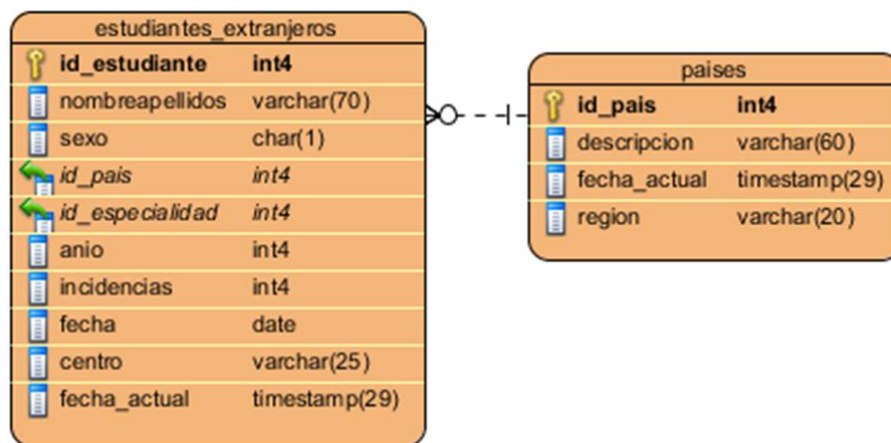 estudiantes_extranjeros
id_estudiante int4
nombreapellidos varchar(70)
sexo char(1)
id_pais int4
id_especialidad int4
anio int4
incidencias int4
fecha date
centro varchar(25)
fecha_actual timestamp(29)
paises
id_pais int4
descripcion varchar(60)
fecha_actual timestamp(29)
region varchar(20)